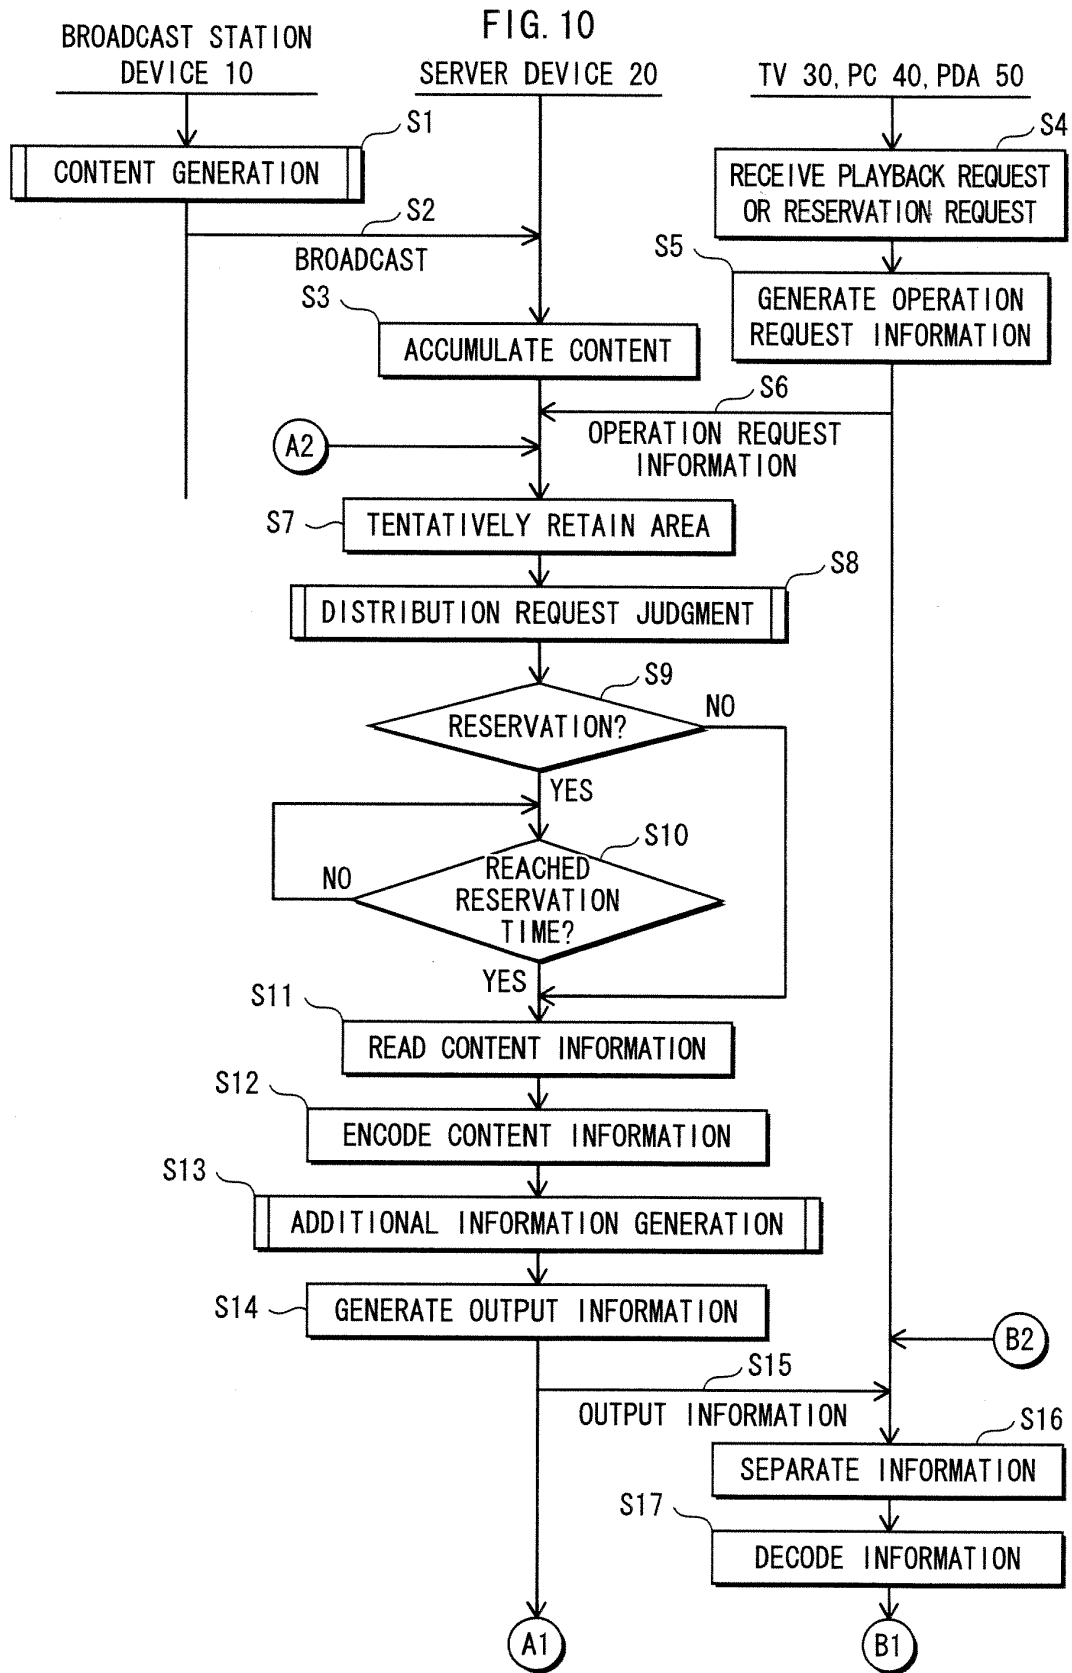 FIG. 10
BROADCAST STATION
DEVICE 10
SERVER DEVICE 20
TV 30, PC 40, PDA 50
S1
CONTENT GENERATION
S4
RECEIVE PLAYBACK REQUEST
OR RESERVATION REQUEST
S2
BROADCAST
S5
GENERATE OPERATION
REQUEST INFORMATION
S3
ACCUMULATE CONTENT
S6
OPERATION REQUEST
INFORMATION
A2
S7
TENTATIVELY RETAIN AREA
S8
DISTRIBUTION REQUEST JUDGMENT
S9
RESERVATION?
NO
YES
S10
REACHED
RESERVATION
TIME?
NO
YES
S11
READ CONTENT INFORMATION
S12
ENCODE CONTENT INFORMATION
S13
ADDITIONAL INFORMATION GENERATION
S14
GENERATE OUTPUT INFORMATION
B2
S15
OUTPUT INFORMATION
S16
SEPARATE INFORMATION
S17
DECODE INFORMATION
A1
B1